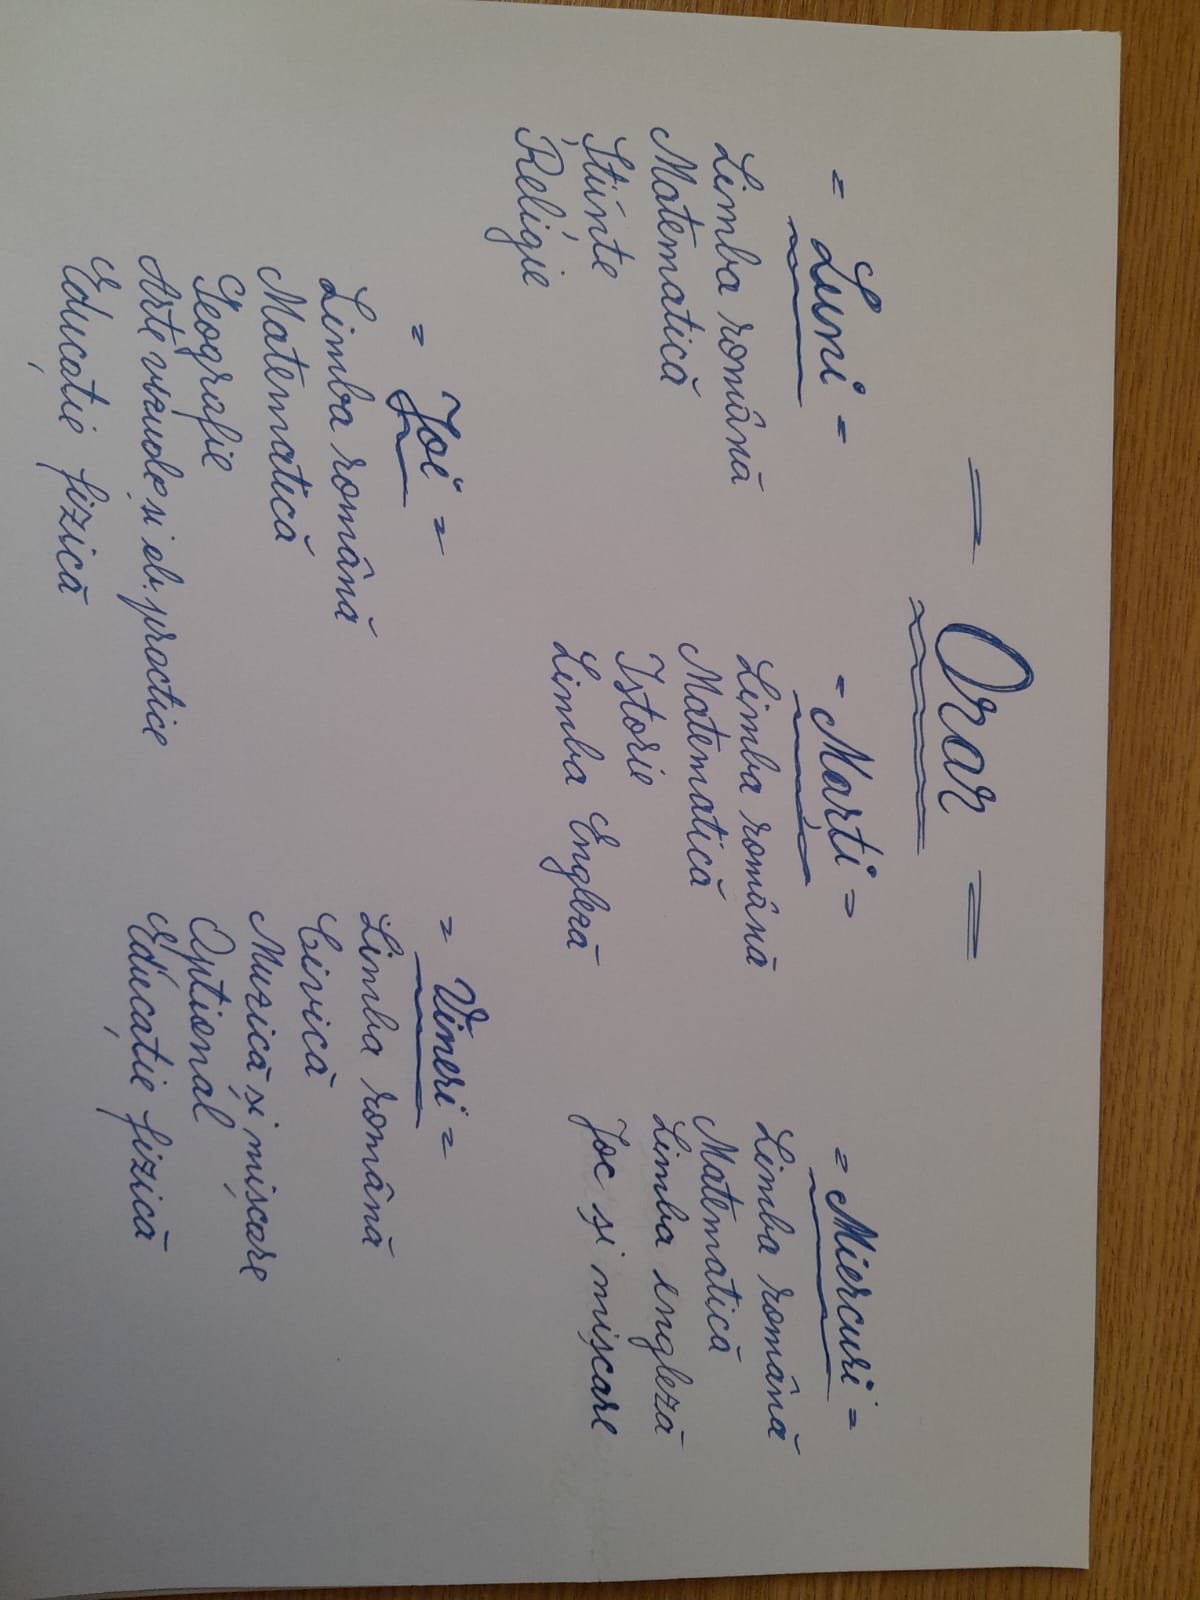 = Orar =
= Luni =
Limba română
Matematică
Științe
Religie
= Marți =
Limba română
Matematică
Istorie
Limba Engleză
= Miercuri =
Limba română
Matematică
Limba engleză
Joc și mișcare
= Joi =
Limba română
Matematică
Geografie
Arte vizuale și ab. practice
Educație fizică
= Vineri =
Limba română
Civică
Muzică și mișcare
Opțional
Educație fizică